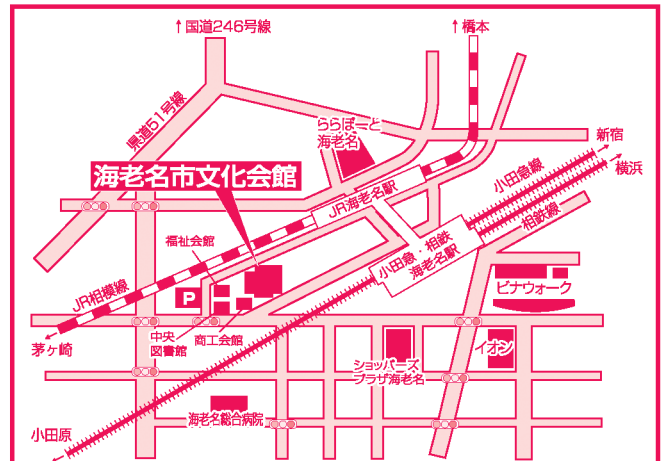 ↑国道246号線
↑橋本
県道51号線
ららぽーと
海老名
新宿
横浜
小田急線
相鉄線
海老名市文化会館
JR海老名駅
福祉会館
小田急・相鉄
海老名駅
JR相模線
P
ビナウォーク
茅ヶ崎
中央
図書館
商工会館
ショッパーズ
プラザ海老名
イオン
海老名総合病院
小田原